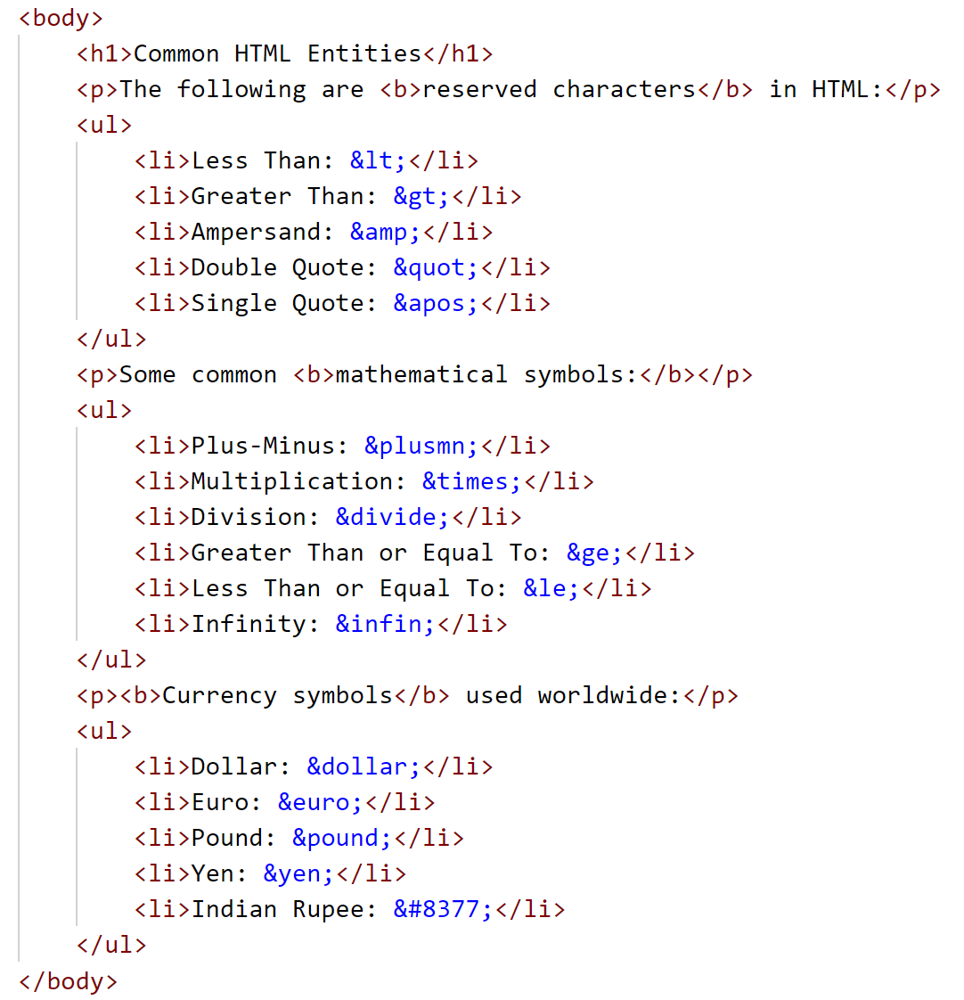 <body>
<h1>Common HTML Entities</h1>
<p>The following are <b>reserved characters</b> in HTML:</p>
<ul>
<li>Less Than: &lt;</li>
<li>Greater Than: &gt;</li>
<li>Ampersand: &amp;</li>
<li>Double Quote: &quot;</li>
<li>Single Quote: &apos;</li>
</ul>
<p>Some common <b>mathematical symbols:</b></p>
<ul>
<li>Plus-Minus: &plusmn;</li>
<li>Multiplication: &times;</li>
<li>Division: &divide;</li>
<li>Greater Than or Equal To: &ge;</li>
<li>Less Than or Equal To: &le;</li>
<li>Infinity: &infin;</li>
</ul>
<p><b>Currency symbols</b> used worldwide:</p>
<ul>
<li>Dollar: &dollar;</li>
<li>Euro: &euro;</li>
<li>Pound: &pound;</li>
<li>Yen: &yen;</li>
<li>Indian Rupee: &#8377;</li>
</ul>
</body>